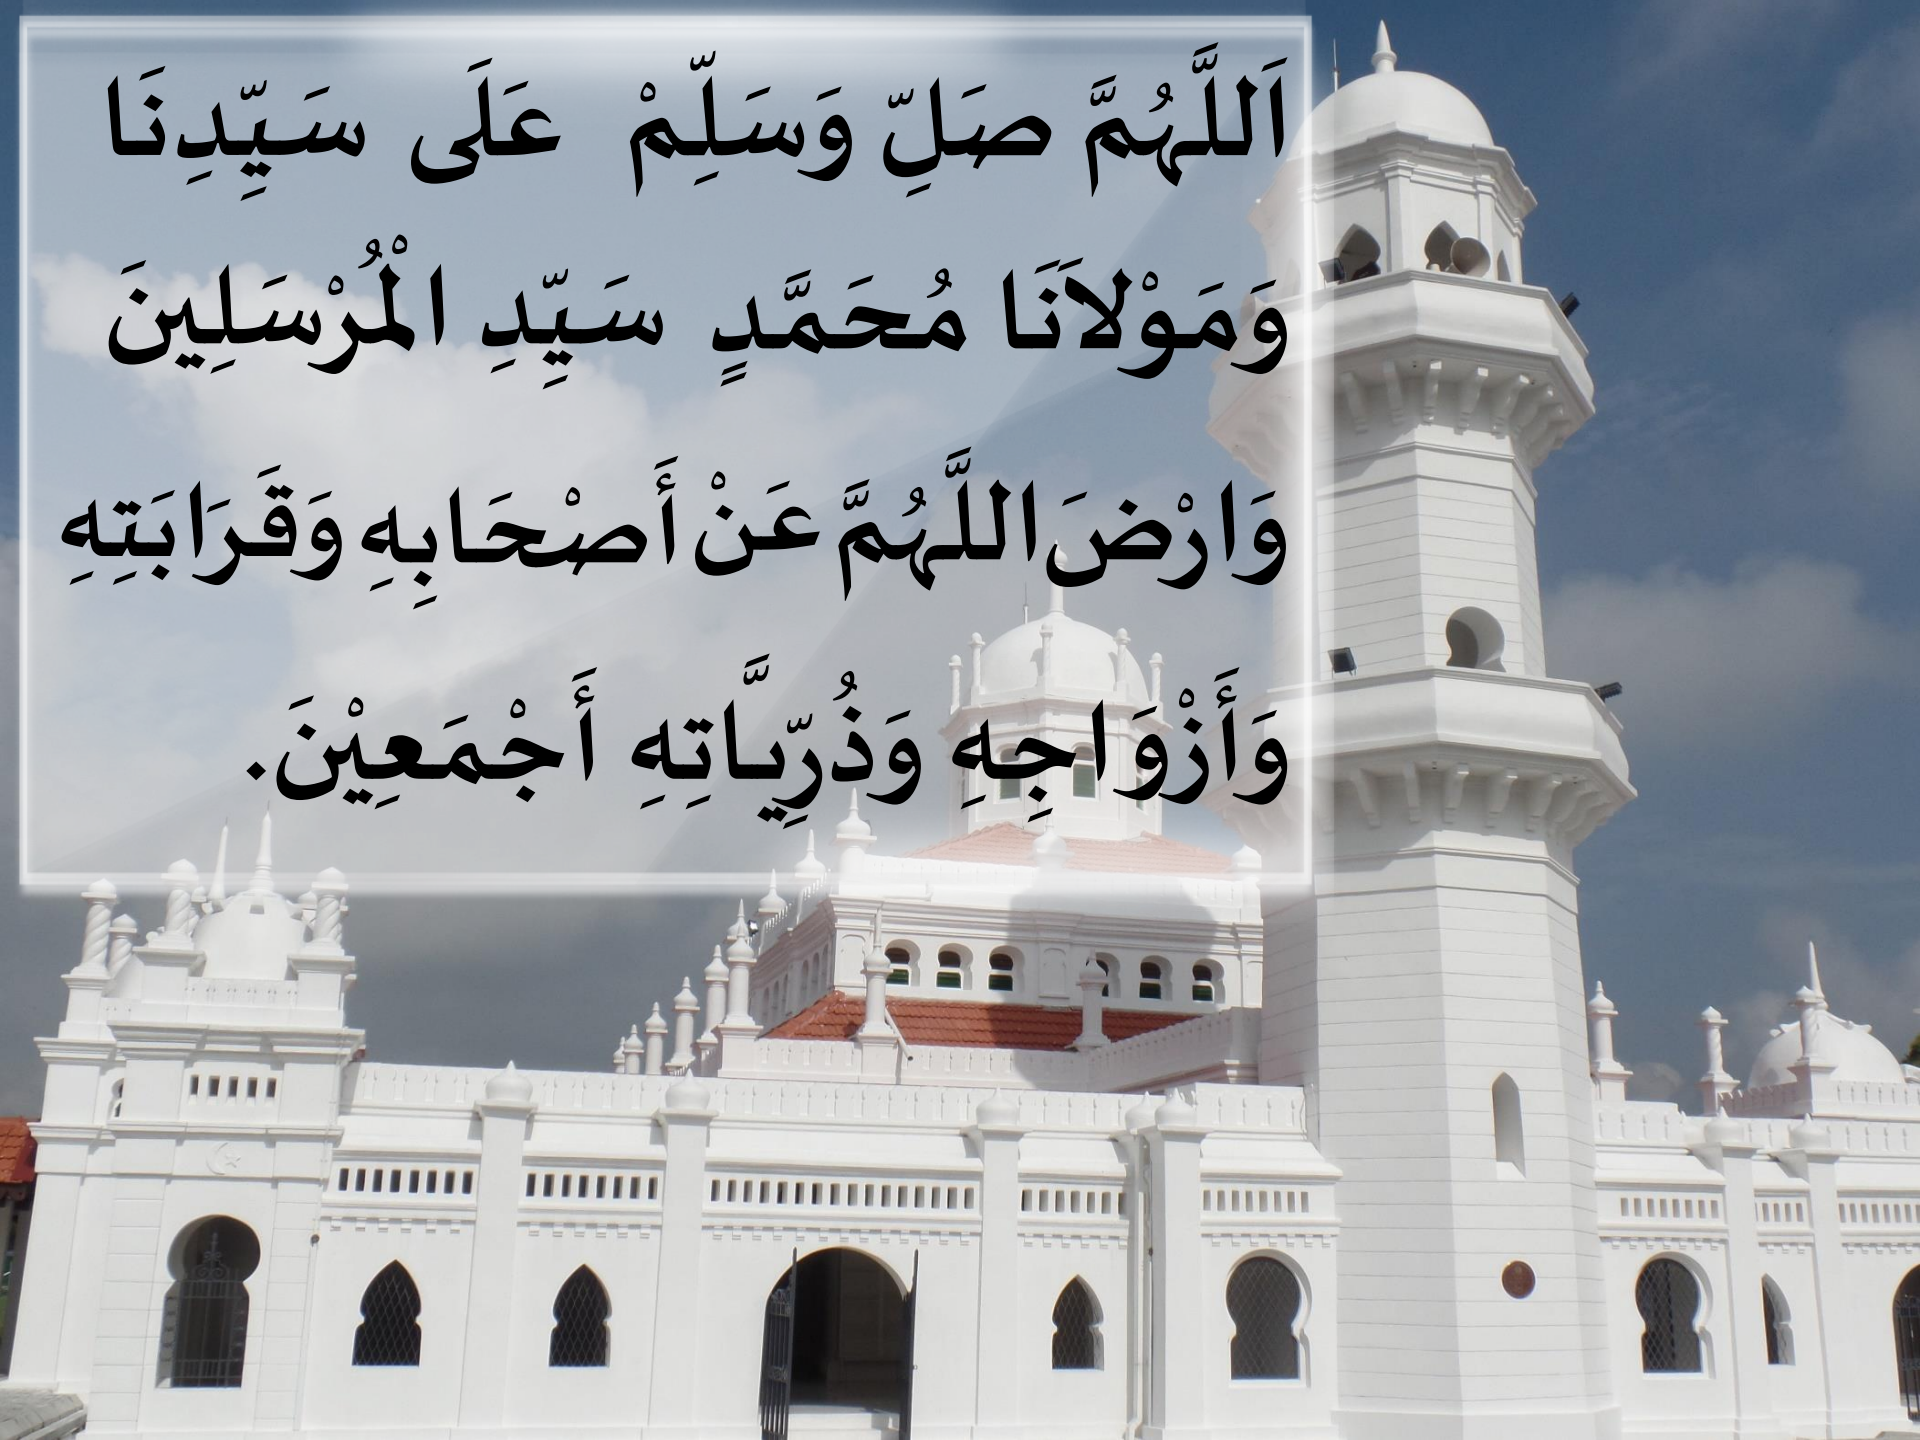 اَللَّهُمَّ صَلِّ وَسَلِّمْ عَلَى سَيِّدِنَا
وَمَوْلاَنَا مُحَمَّدٍ سَيِّدِ الْمُرْسَلِينَ
وَارْضَ اللَّهُمَّ عَنْ أَصْحَابِهِ وَقَرَابَتِهِ
وَأَزْوَاجِهِ وَذُرِّيَّاتِهِ أَجْمَعِيْنَ.